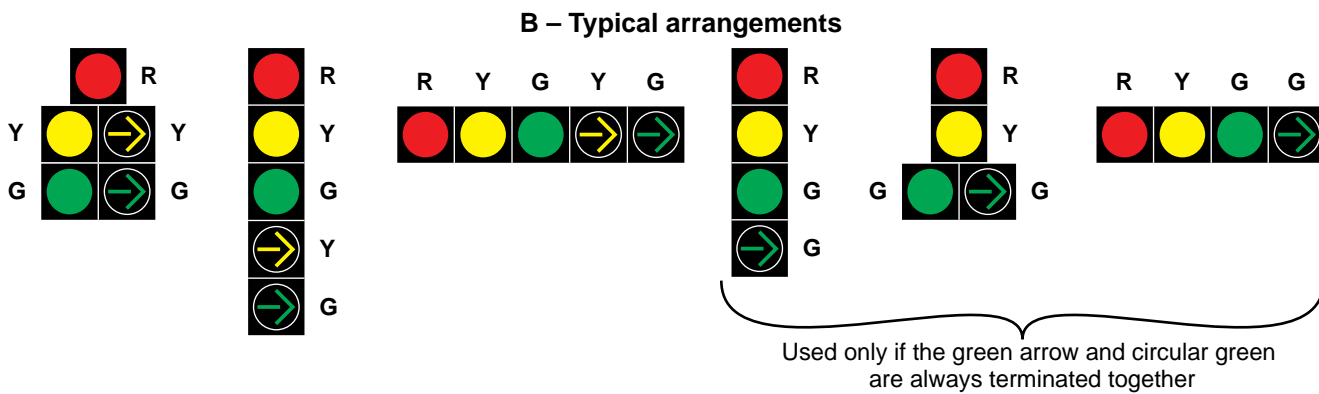 B – Typical arrangements
R
Y Y
G G
R
Y
G
Y
G
R Y G Y G
R
Y
G
G
R
Y
G G
R Y G G
Used only if the green arrow and circular green
are always terminated together